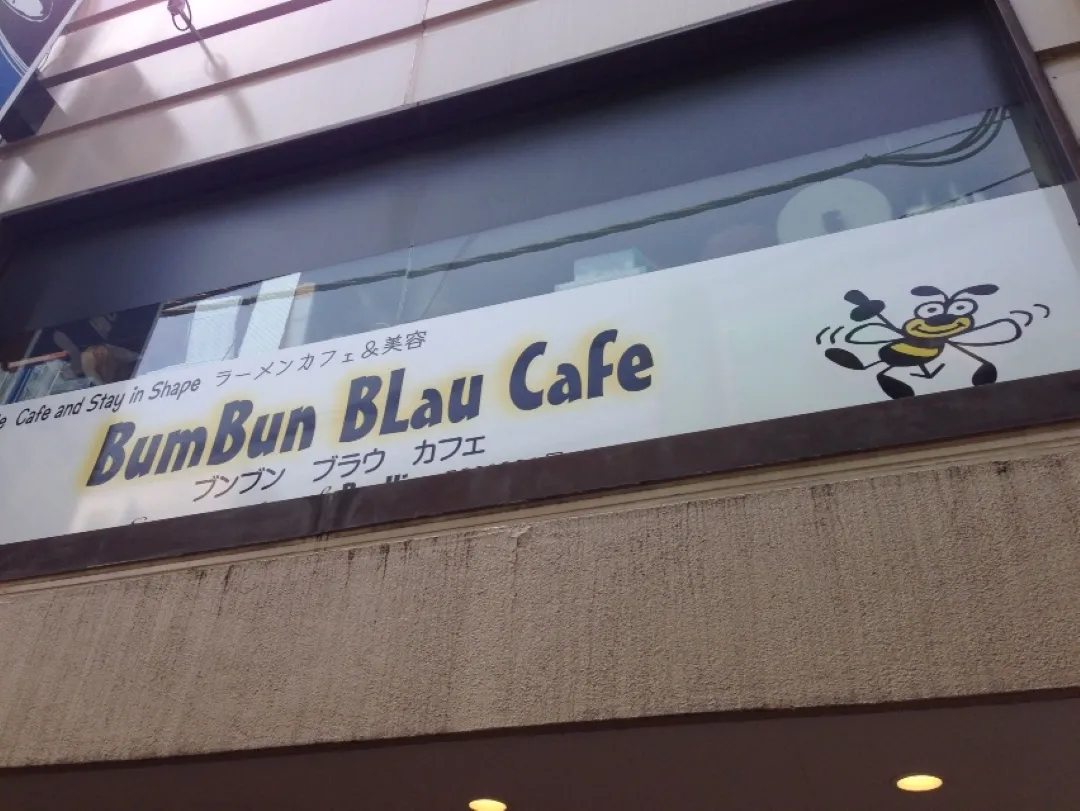 Cafe and Stay in Shape ラーメンカフェ＆美容
BumBun BLau Cafe
ブンブン ブラウ カフェ